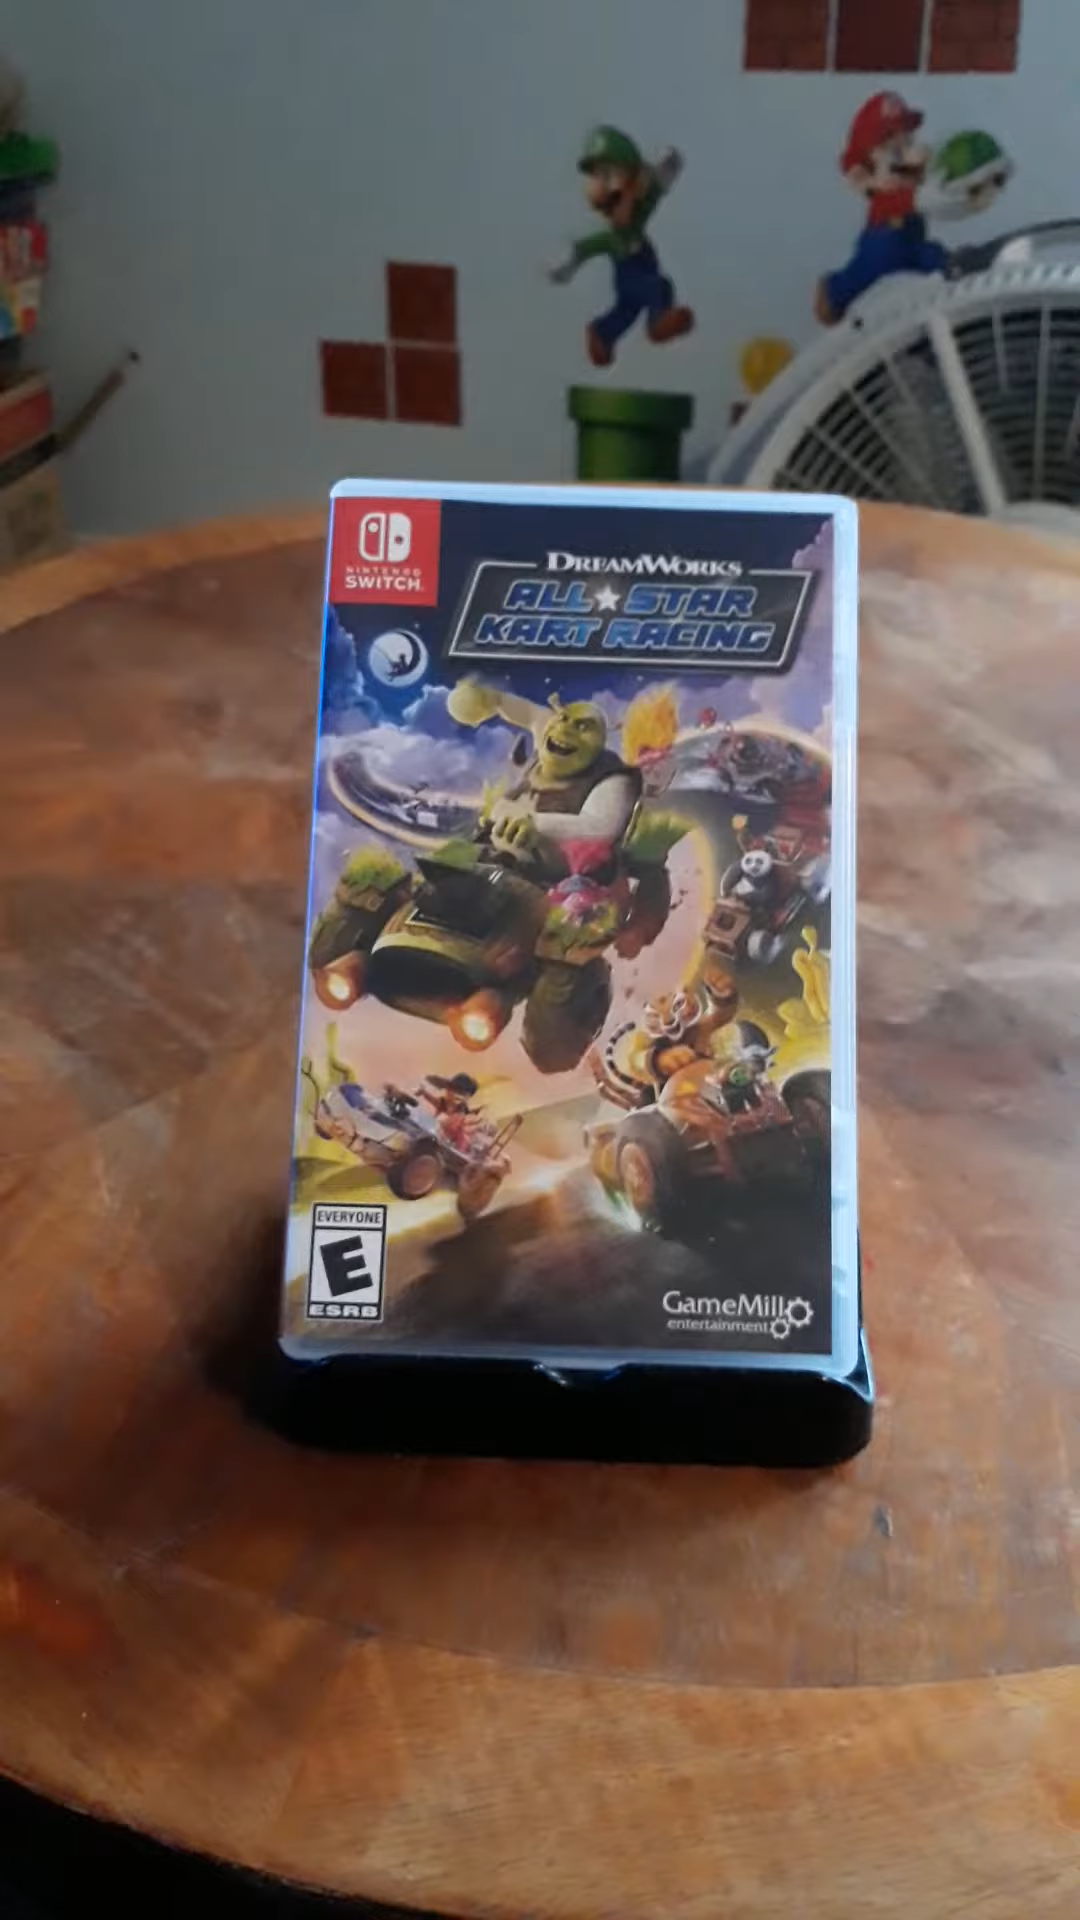 NINTENDO
SWITCH
DREAMWORKS
ALL★STAR
KART RACING
EVERYONE
E
ESRB
GameMill
entertainment